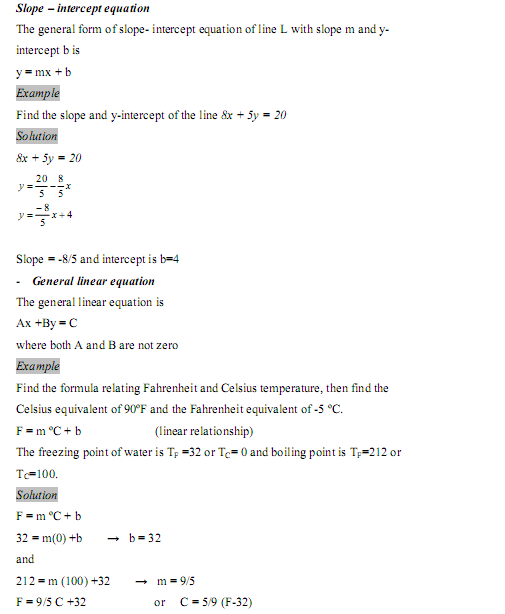 Slope – intercept equation
The general form of slope- intercept equation of line L with slope m and y-
intercept b is
y = mx + b
Example
Find the slope and y-intercept of the line 8x + 5y = 20
Solution
8x + 5y = 20
y = 20/5 - 8/5 x
y = -8/5 x + 4
Slope = -8/5 and intercept is b=4
- General linear equation
The general linear equation is
Ax +By = C
where both A and B are not zero
Example
Find the formula relating Fahrenheit and Celsius temperature, then find the
Celsius equivalent of 90ºF and the Fahrenheit equivalent of -5 ºC.
F = m ºC + b (linear relationship)
The freezing point of water is T_F =32 or T_C= 0 and boiling point is T_F=212 or
T_C=100.
Solution
F = m ºC + b
32 = m(0) +b → b = 32
and
212 = m (100) +32 → m = 9/5
F = 9/5 C +32 or C = 5/9 (F-32)